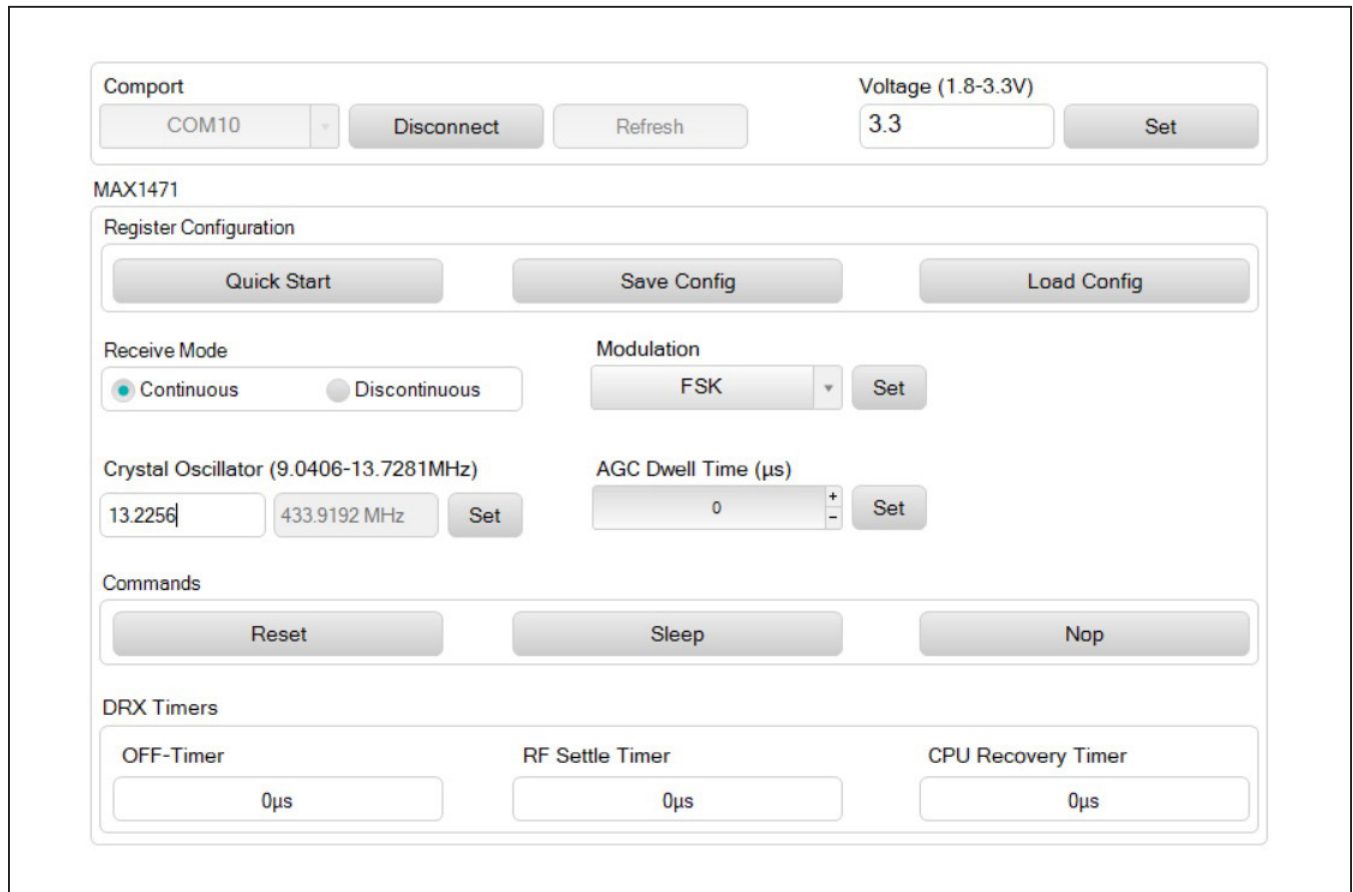 Comport
Voltage (1.8-3.3V)
COM10
Disconnect
Refresh
3.3
Set
MAX1471
Register Configuration
Quick Start
Save Config
Load Config
Receive Mode
Modulation
Continuous
Discontinuous
FSK
Set
Crystal Oscillator (9.0406-13.7281MHz)
AGC Dwell Time (µs)
13.2256
433.9192 MHz
Set
0
+
−
Set
Commands
Reset
Sleep
Nop
DRX Timers
OFF-Timer
RF Settle Timer
CPU Recovery Timer
0µs
0µs
0µs